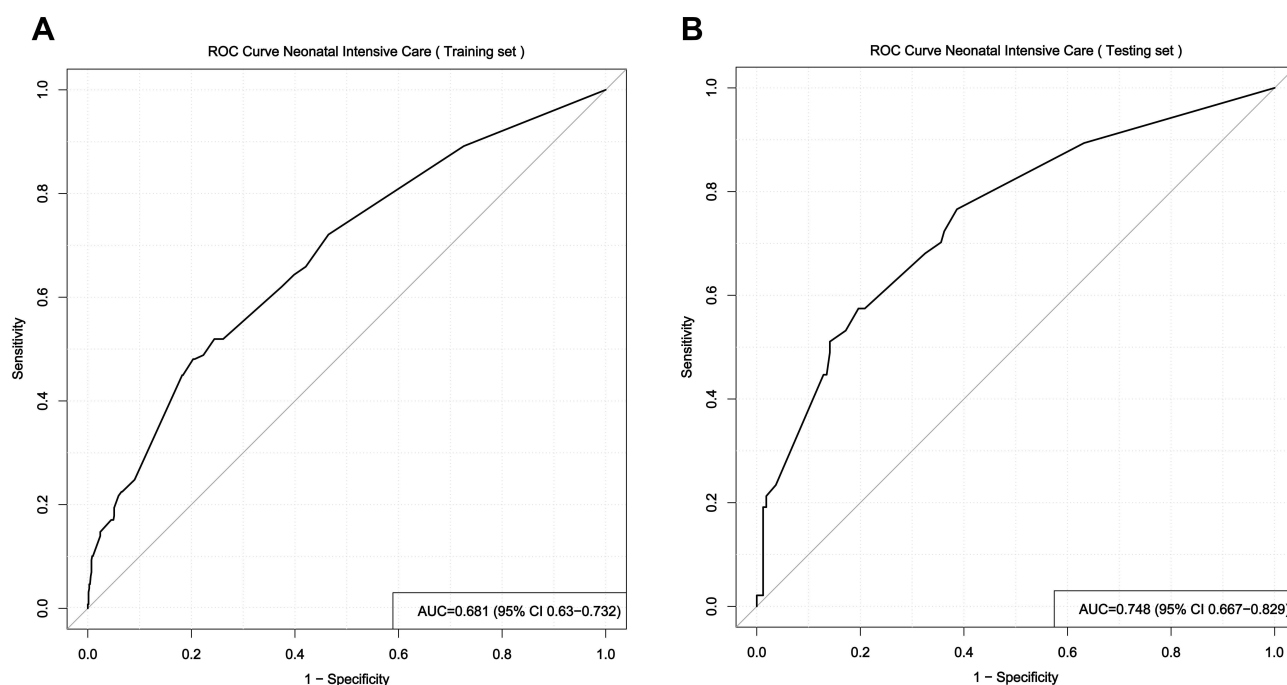 A
ROC Curve Neonatal Intensive Care ( Training set )
Sensitivity
1.0
0.8
0.6
0.4
0.2
0.0
AUC=0.681 (95% CI 0.63−0.732)
0.0 0.2 0.4 0.6 0.8 1.0
1 − Specificity
B
ROC Curve Neonatal Intensive Care ( Testing set )
Sensitivity
1.0
0.8
0.6
0.4
0.2
0.0
AUC=0.748 (95% CI 0.667−0.829)
0.0 0.2 0.4 0.6 0.8 1.0
1 − Specificity